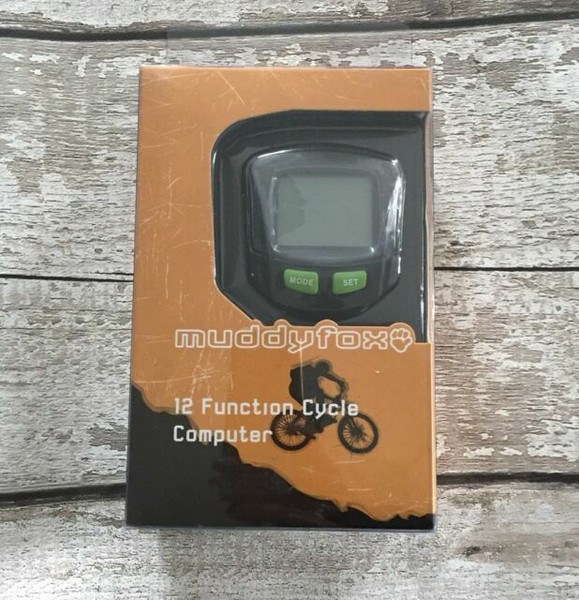 MODE SET
muddyfox
12 Function Cycle
Computer